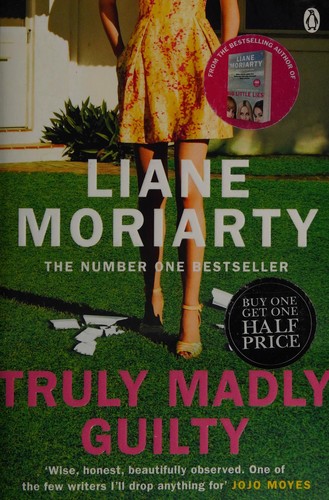 FROM THE BESTSELLING AUTHOR OF
LIANE
MORIARTY
LITTLE LIES
LIANE
MORIARTY
THE NUMBER ONE BESTSELLER
BUY ONE
GET ONE
HALF
PRICE
TRULY MADLY
GUILTY
‘Wise, honest, beautifully observed. One of
the few writers I’ll drop anything for’ JOJO MOYES